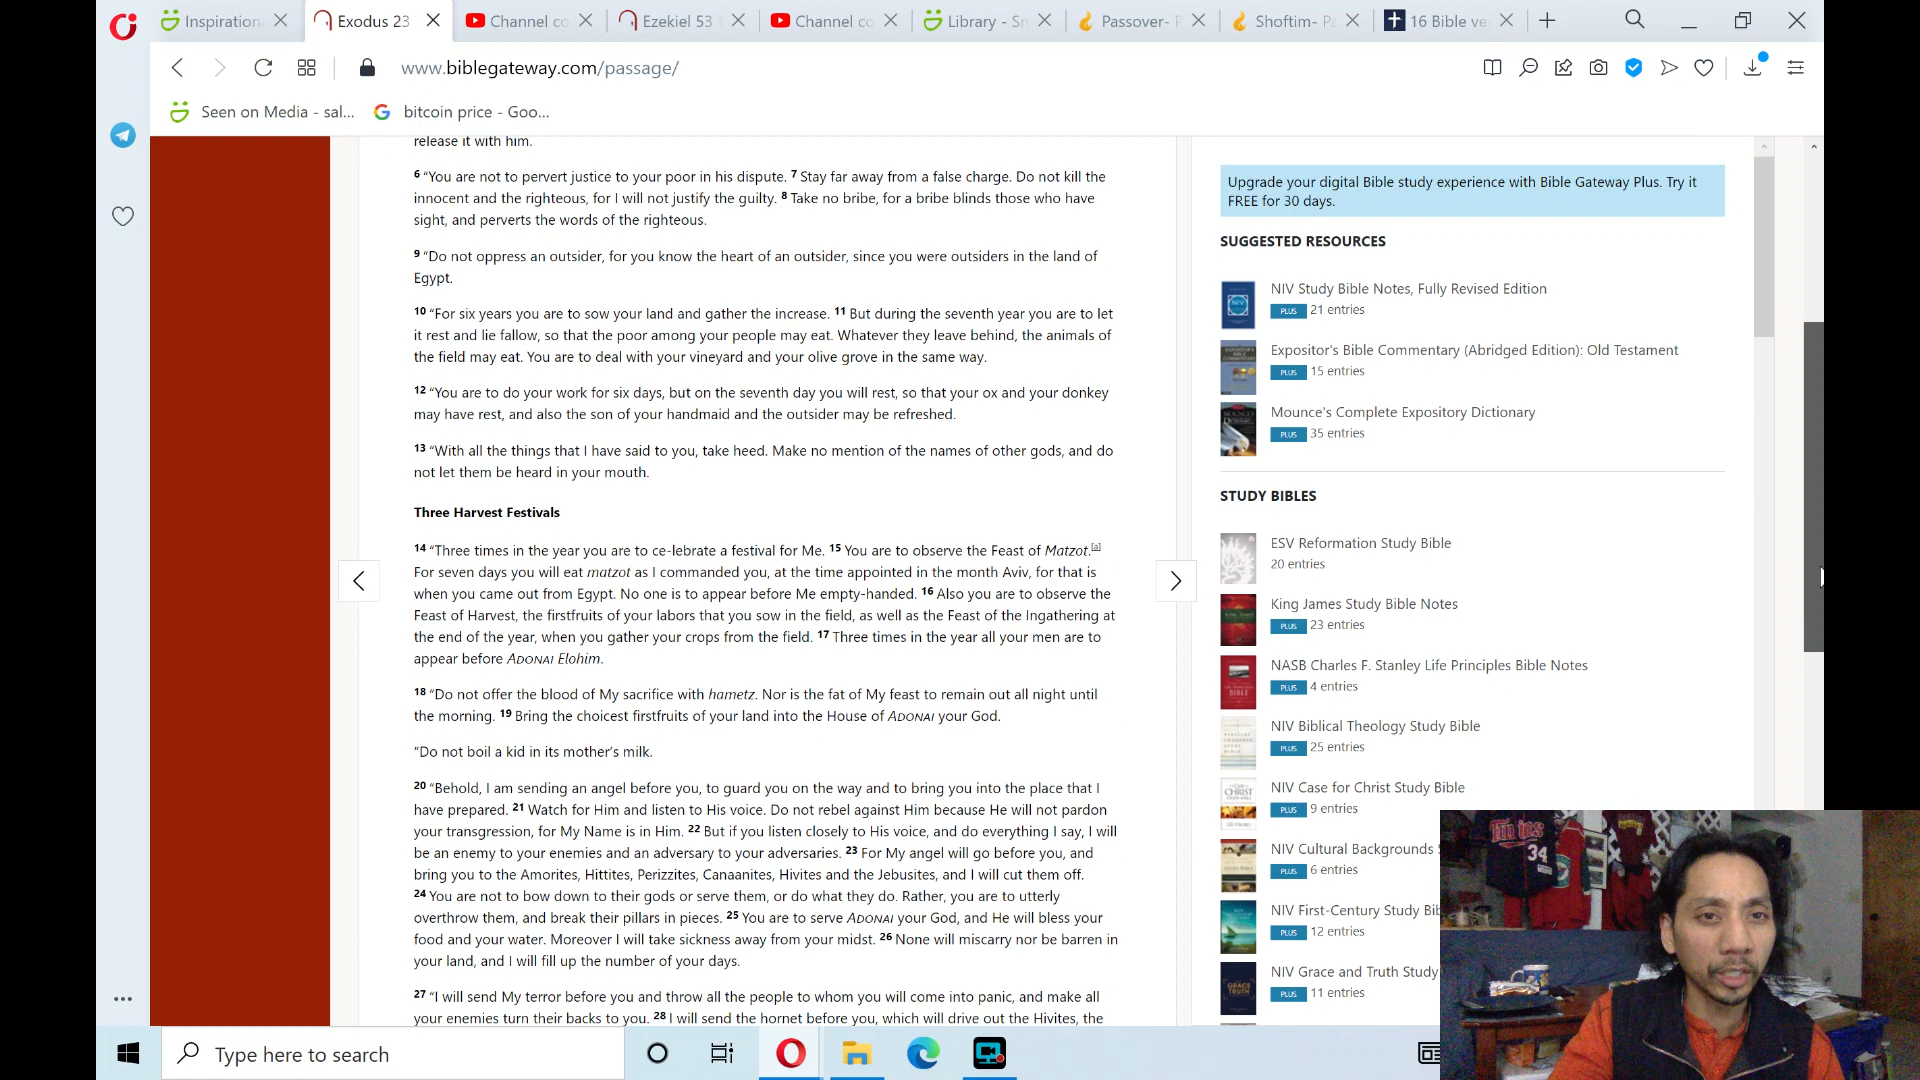 Inspiration
Exodus 23
Channel co
Ezekiel 53
Channel co
Library - Sn
Passover- P
Shoftim- Pa
16 Bible ve
www.biblegateway.com/passage/
Seen on Media - sal...
bitcoin price - Goo...
release it with him.
6 “You are not to pervert justice to your poor in his dispute. 7 Stay far away from a false charge. Do not kill the
innocent and the righteous, for I will not justify the guilty. 8 Take no bribe, for a bribe blinds those who have
sight, and perverts the words of the righteous.
9 “Do not oppress an outsider, for you know the heart of an outsider, since you were outsiders in the land of
Egypt.
10 “For six years you are to sow your land and gather the increase. 11 But during the seventh year you are to let
it rest and lie fallow, so that the poor among your people may eat. Whatever they leave behind, the animals of
the field may eat. You are to deal with your vineyard and your olive grove in the same way.
12 “You are to do your work for six days, but on the seventh day you will rest, so that your ox and your donkey
may have rest, and also the son of your handmaid and the outsider may be refreshed.
13 “With all the things that I have said to you, take heed. Make no mention of the names of other gods, and do
not let them be heard in your mouth.
Three Harvest Festivals
14 “Three times in the year you are to ce-lebrate a festival for Me. 15 You are to observe the Feast of Matzot.[a]
For seven days you will eat matzot as I commanded you, at the time appointed in the month Aviv, for that is
when you came out from Egypt. No one is to appear before Me empty-handed. 16 Also you are to observe the
Feast of Harvest, the firstfruits of your labors that you sow in the field, as well as the Feast of the Ingathering at
the end of the year, when you gather your crops from the field. 17 Three times in the year all your men are to
appear before ADONAI Elohim.
18 “Do not offer the blood of My sacrifice with hametz. Nor is the fat of My feast to remain out all night until
the morning. 19 Bring the choicest firstfruits of your land into the House of ADONAI your God.
“Do not boil a kid in its mother’s milk.
20 “Behold, I am sending an angel before you, to guard you on the way and to bring you into the place that I
have prepared. 21 Watch for Him and listen to His voice. Do not rebel against Him because He will not pardon
your transgression, for My Name is in Him. 22 But if you listen closely to His voice, and do everything I say, I will
be an enemy to your enemies and an adversary to your adversaries. 23 For My angel will go before you, and
bring you to the Amorites, Hittites, Perizzites, Canaanites, Hivites and the Jebusites, and I will cut them off.
24 You are not to bow down to their gods or serve them, or do what they do. Rather, you are to utterly
overthrow them, and break their pillars in pieces. 25 You are to serve ADONAI your God, and He will bless your
food and your water. Moreover I will take sickness away from your midst. 26 None will miscarry nor be barren in
your land, and I will fill up the number of your days.
27 “I will send My terror before you and throw all the people to whom you will come into panic, and make all
your enemies turn their backs to you. 28 I will send the hornet before you, which will drive out the Hivites, the
Upgrade your digital Bible study experience with Bible Gateway Plus. Try it
FREE for 30 days.
SUGGESTED RESOURCES
NIV Study Bible Notes, Fully Revised Edition
PLUS 21 entries
Expositor's Bible Commentary (Abridged Edition): Old Testament
PLUS 15 entries
Mounce's Complete Expository Dictionary
PLUS 35 entries
STUDY BIBLES
ESV Reformation Study Bible
20 entries
King James Study Bible Notes
PLUS 23 entries
NASB Charles F. Stanley Life Principles Bible Notes
PLUS 4 entries
NIV Biblical Theology Study Bible
PLUS 25 entries
NIV Case for Christ Study Bible
PLUS 9 entries
NIV Cultural Backgrounds
PLUS 6 entries
NIV First-Century Study Bib
PLUS 12 entries
NIV Grace and Truth Study
PLUS 11 entries
Twins
34
Type here to search